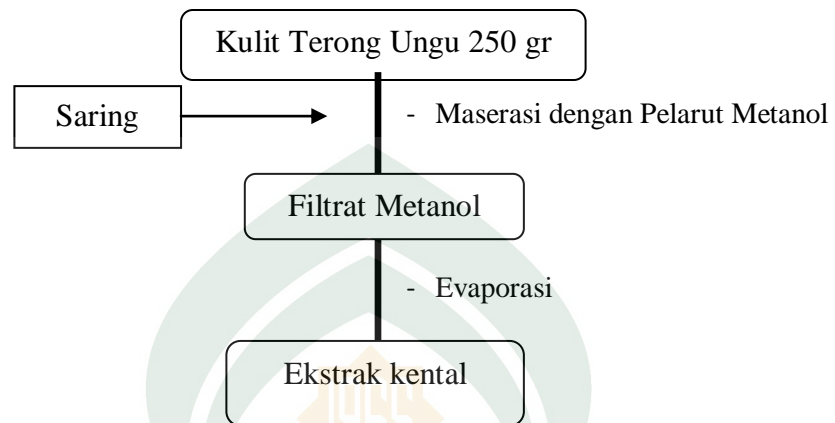 Kulit Terong Ungu 250 gr
Saring
- Maserasi dengan Pelarut Metanol
Filtrat Metanol
- Evaporasi
Ekstrak kental